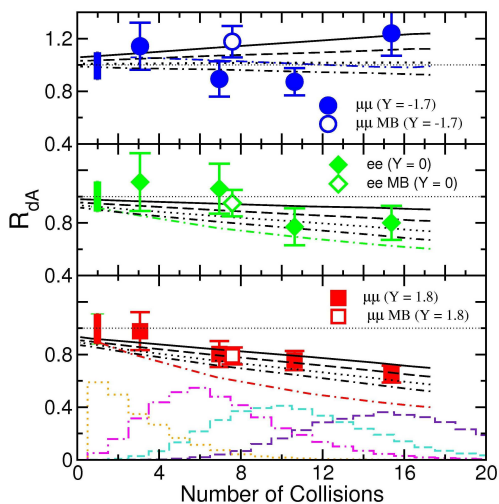 1.2
0.8
μμ (Y = -1.7)
μμ MB (Y = -1.7)
0.4
ee (Y = 0)
ee MB (Y = 0)
0.8
R_dA
0.4
μμ (Y = 1.8)
μμ MB (Y = 1.8)
0.8
0.4
0
0 4 8 12 16 20
Number of Collisions